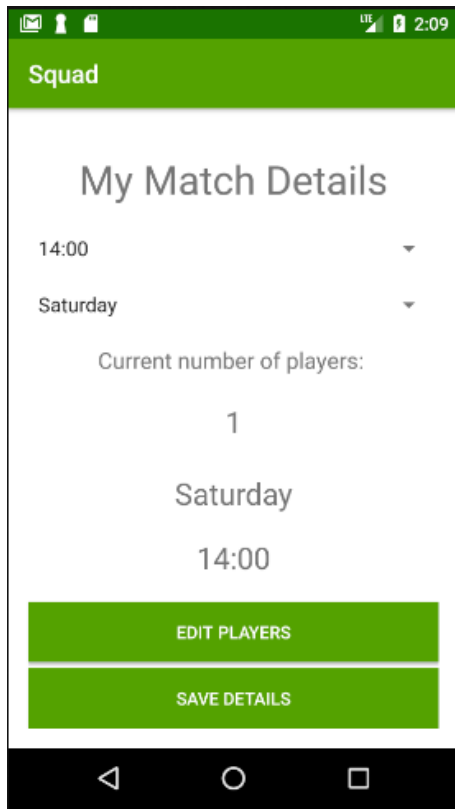 LTE 2:09
Squad
My Match Details
14:00
Saturday
Current number of players:
1
Saturday
14:00
EDIT PLAYERS
SAVE DETAILS